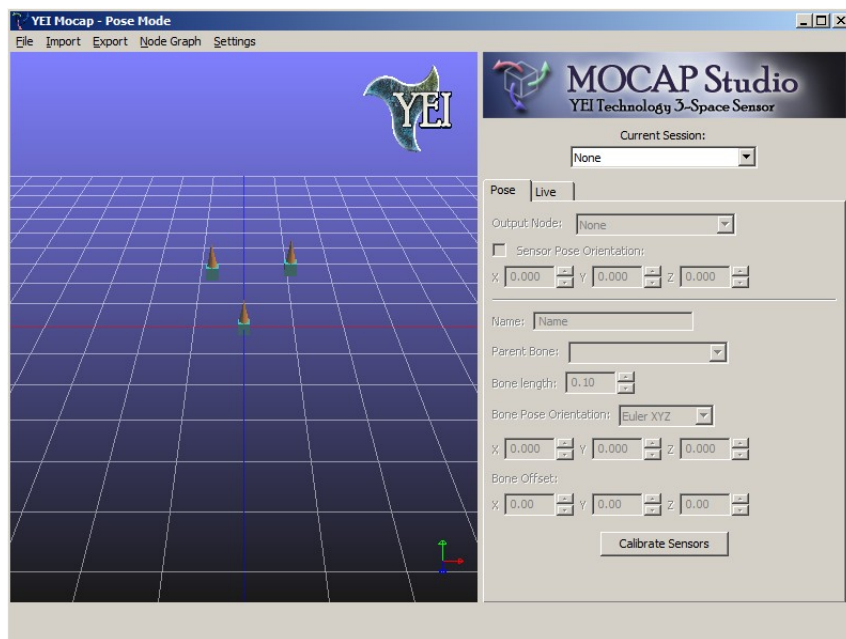 YEI Mocap - Pose Mode
File Import Export Node Graph Settings
YEI
MOCAP Studio
YEI Technology 3-Space Sensor
Current Session:
None
Pose Live
Output Node: None
Sensor Pose Orientation:
X 0.000 Y 0.000 Z 0.000
Name: Name
Parent Bone:
Bone length: 0.10
Bone Pose Orientation: Euler XYZ
X 0.000 Y 0.000 Z 0.000
Bone Offset:
X 0.00 Y 0.00 Z 0.00
Calibrate Sensors